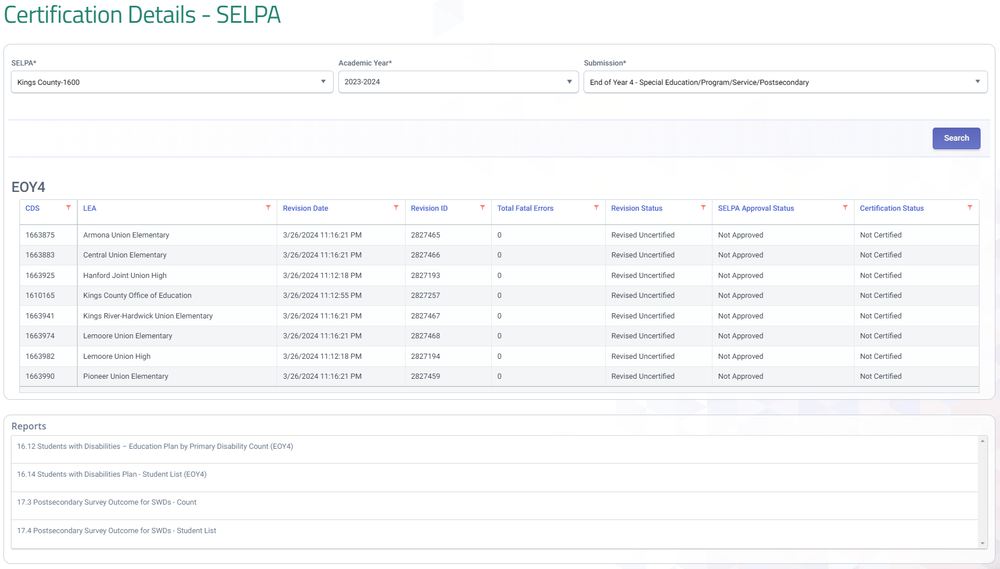 Certification Details - SELPA
SELPA* Academic Year* Submission*
Kings County-1600 2023-2024 End of Year 4 - Special Education/Program/Service/Postsecondary
Search
EOY4
CDS LEA Revision Date Revision ID Total Fatal Errors Revision Status SELPA Approval Status Certification Status
1663875 Armona Union Elementary 3/26/2024 11:16:21 PM 2827465 0 Revised Uncertified Not Approved Not Certified
1663883 Central Union Elementary 3/26/2024 11:16:21 PM 2827466 0 Revised Uncertified Not Approved Not Certified
1663925 Hanford Joint Union High 3/26/2024 11:12:18 PM 2827193 0 Revised Uncertified Not Approved Not Certified
1610165 Kings County Office of Education 3/26/2024 11:12:55 PM 2827257 0 Revised Uncertified Not Approved Not Certified
1663941 Kings River-Hardwick Union Elementary 3/26/2024 11:16:21 PM 2827467 0 Revised Uncertified Not Approved Not Certified
1663974 Lemoore Union Elementary 3/26/2024 11:16:21 PM 2827468 0 Revised Uncertified Not Approved Not Certified
1663982 Lemoore Union High 3/26/2024 11:12:18 PM 2827194 0 Revised Uncertified Not Approved Not Certified
1663990 Pioneer Union Elementary 3/26/2024 11:16:21 PM 2827459 0 Revised Uncertified Not Approved Not Certified
Reports
16.12 Students with Disabilities – Education Plan by Primary Disability Count (EOY4)
16.14 Students with Disabilities Plan - Student List (EOY4)
17.3 Postsecondary Survey Outcome for SWDs - Count
17.4 Postsecondary Survey Outcome for SWDs - Student List